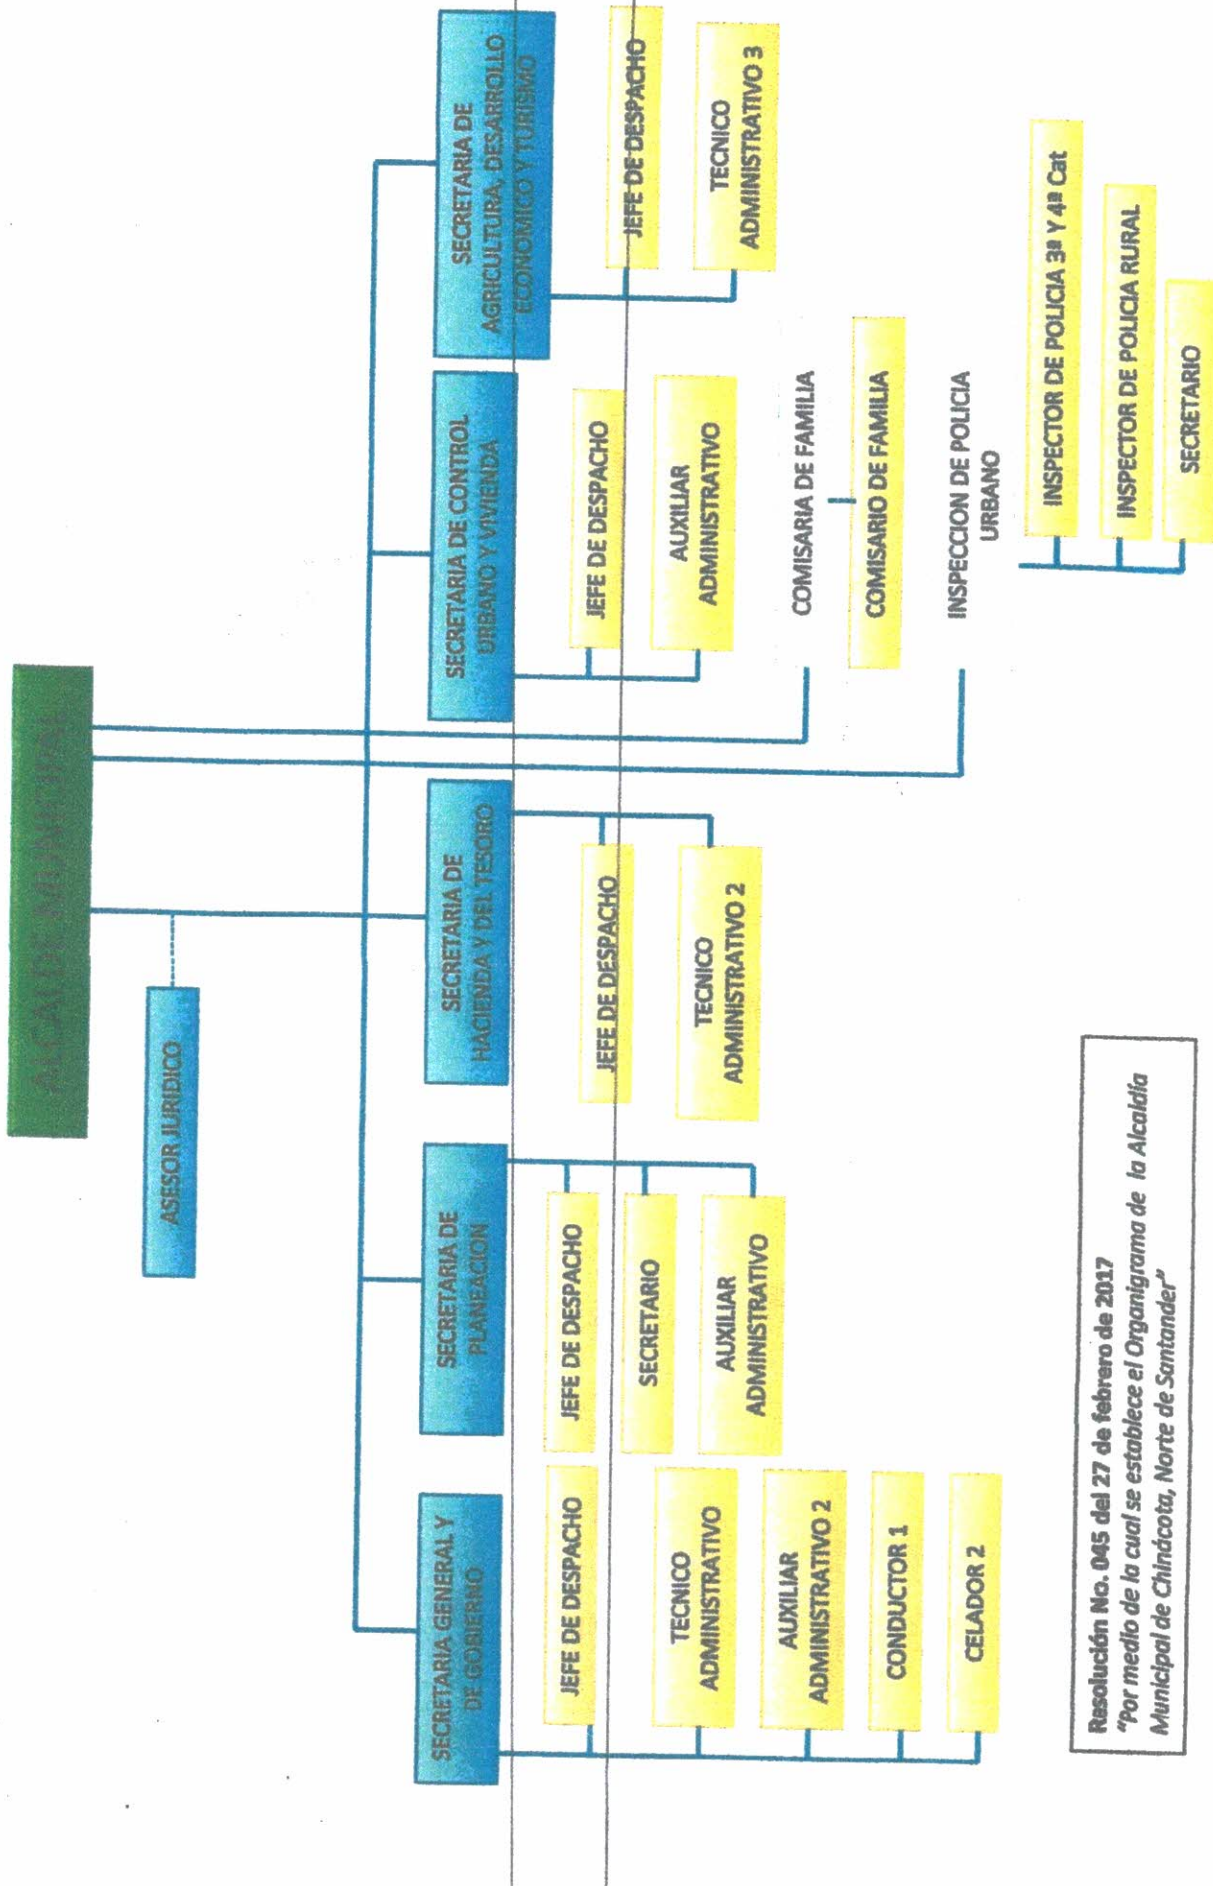 ALCALDE MUNICIPAL
ASESOR JURIDICO
SECRETARIA GENERAL Y
DE GOBIERNO
JEFE DE DESPACHO
TECNICO
ADMINISTRATIVO
AUXILIAR
ADMINISTRATIVO 2
CONDUCTOR 1
CELADOR 2
SECRETARIA DE
PLANEACION
JEFE DE DESPACHO
SECRETARIO
AUXILIAR
ADMINISTRATIVO
SECRETARIA DE
HACIENDA Y DEL TESORO
JEFE DE DESPACHO
TECNICO
ADMINISTRATIVO 2
SECRETARIA DE CONTROL
URBANO Y VIVIENDA
JEFE DE DESPACHO
AUXILIAR
ADMINISTRATIVO
COMISARIA DE FAMILIA
COMISARIO DE FAMILIA
INSPECCION DE POLICIA
URBANO
INSPECTOR DE POLICIA 3ª Y 4ª Cat
INSPECTOR DE POLICIA RURAL
SECRETARIO
SECRETARIA DE
AGRICULTURA, DESARROLLO
ECONOMICO Y TURISMO
JEFE DE DESPACHO
TECNICO
ADMINISTRATIVO 3
Resolución No. 045 del 27 de febrero de 2017
"Por medio de la cual se establece el Organigrama de la Alcaldía
Municipal de Chinácota, Norte de Santander"